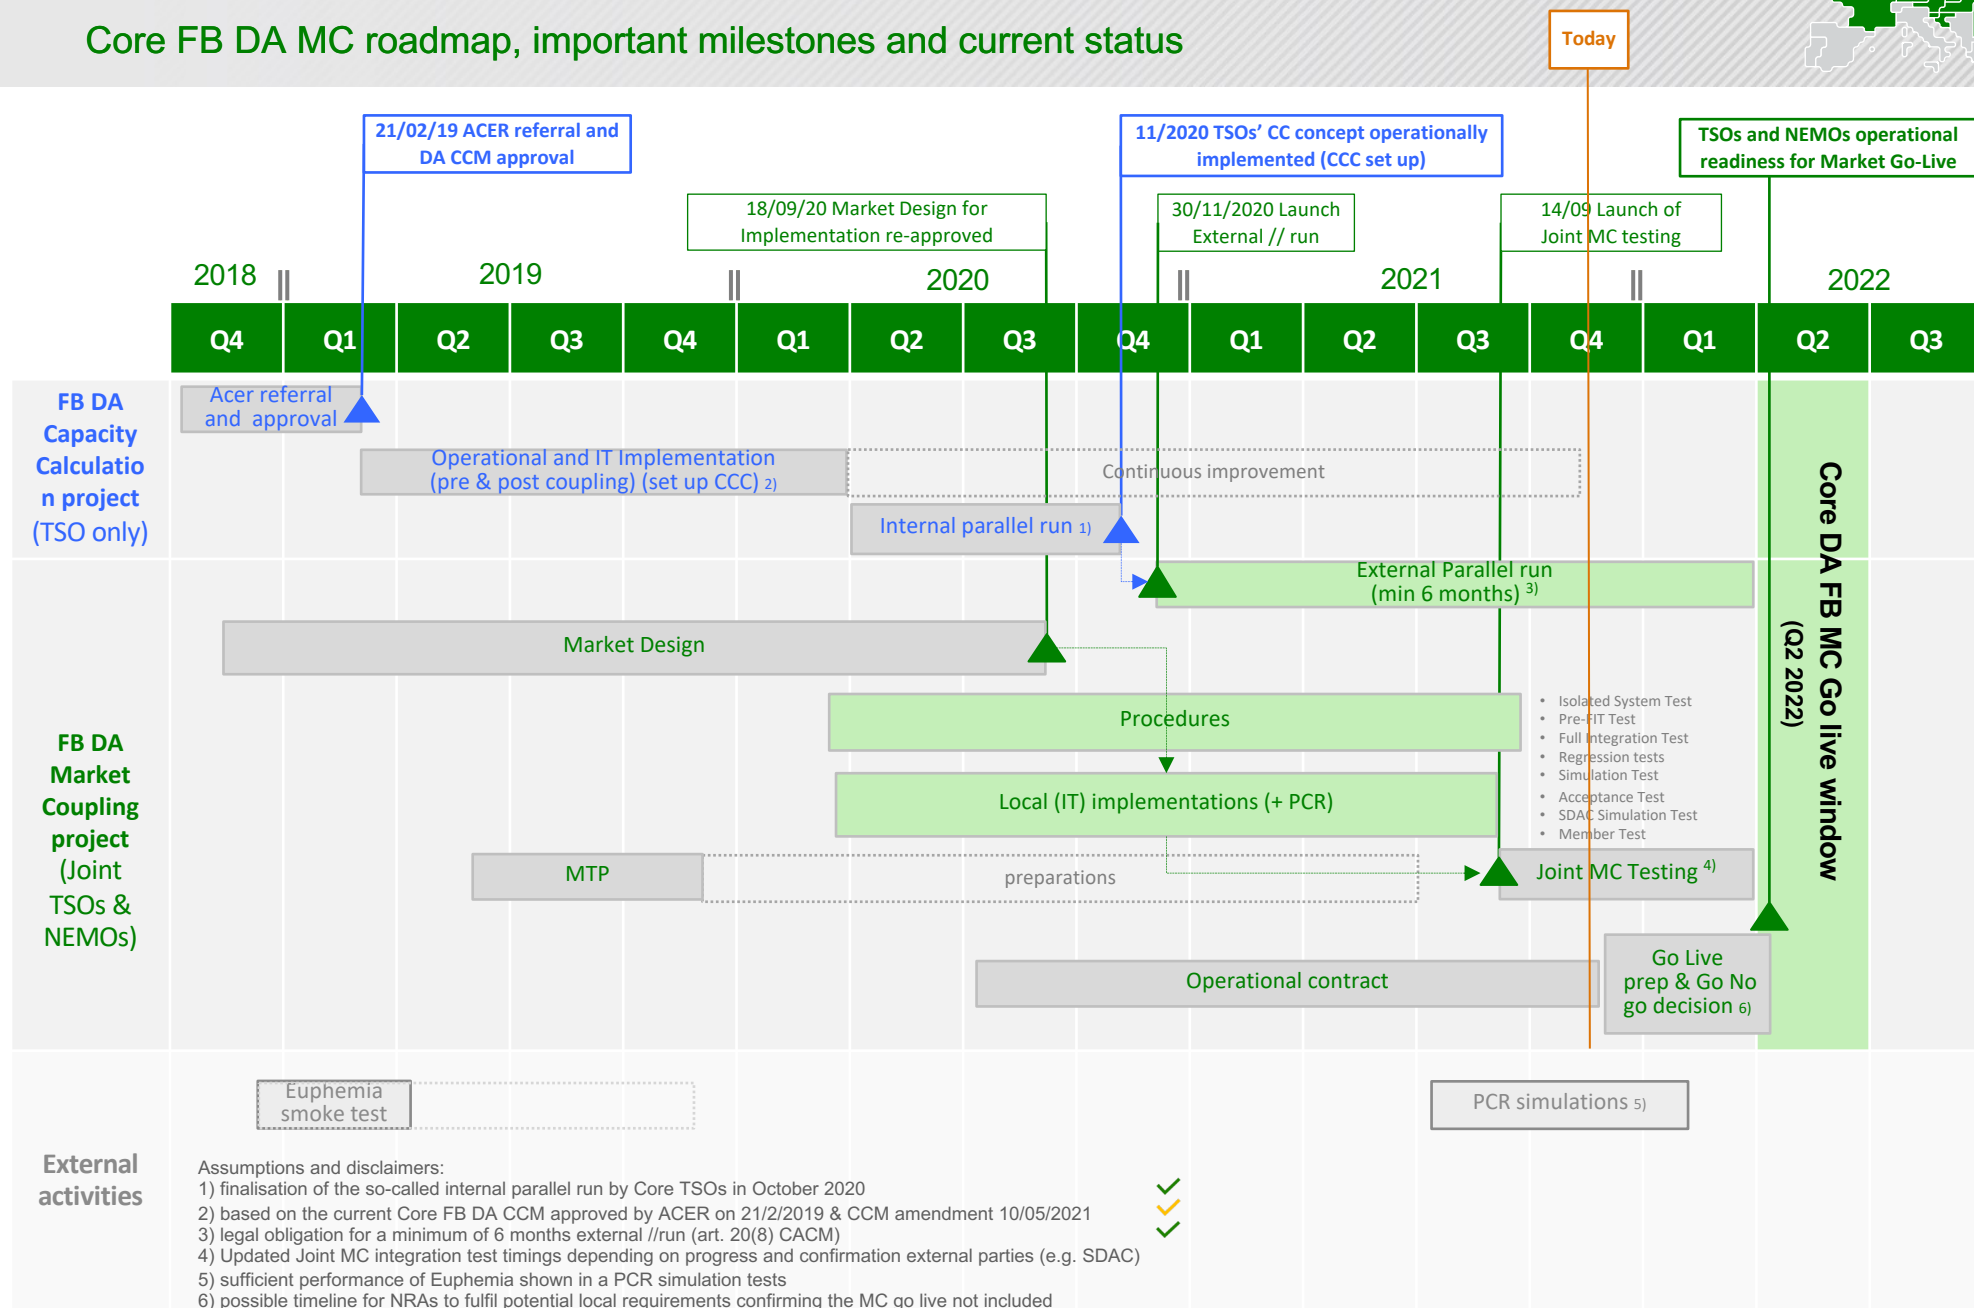 Core FB DA MC roadmap, important milestones and current status
Today
21/02/19 ACER referral and
DA CCM approval
11/2020 TSOs’ CC concept operationally
implemented (CCC set up)
TSOs and NEMOs operational
readiness for Market Go-Live
18/09/20 Market Design for
Implementation re-approved
30/11/2020 Launch
External // run
14/09 Launch of
Joint MC testing
2018
2019
2020
2021
2022
Q4
Q1
Q2
Q3
Q4
Q1
Q2
Q3
Q4
Q1
Q2
Q3
Q4
Q1
Q2
Q3
FB DA
Capacity
Calculatio
n project
(TSO only)
Acer referral
and approval
Operational and IT Implementation
(pre & post coupling) (set up CCC) 2)
Continuous improvement
Internal parallel run 1)
External Parallel run
(min 6 months) 3)
Core DA FB MC Go live window
(Q2 2022)
FB DA
Market
Coupling
project
(Joint
TSOs &
NEMOs)
Market Design
Procedures
• Isolated System Test
• Pre-FIT Test
• Full Integration Test
• Regression tests
• Simulation Test
• Acceptance Test
• SDAC Simulation Test
• Member Test
Local (IT) implementations (+ PCR)
MTP
preparations
Joint MC Testing 4)
Operational contract
Go Live
prep & Go No
go decision 6)
External
activities
Euphemia
smoke test
PCR simulations 5)
Assumptions and disclaimers:
1) finalisation of the so-called internal parallel run by Core TSOs in October 2020
2) based on the current Core FB DA CCM approved by ACER on 21/2/2019 & CCM amendment 10/05/2021
3) legal obligation for a minimum of 6 months external //run (art. 20(8) CACM)
4) Updated Joint MC integration test timings depending on progress and confirmation external parties (e.g. SDAC)
5) sufficient performance of Euphemia shown in a PCR simulation tests
6) possible timeline for NRAs to fulfil potential local requirements confirming the MC go live not included